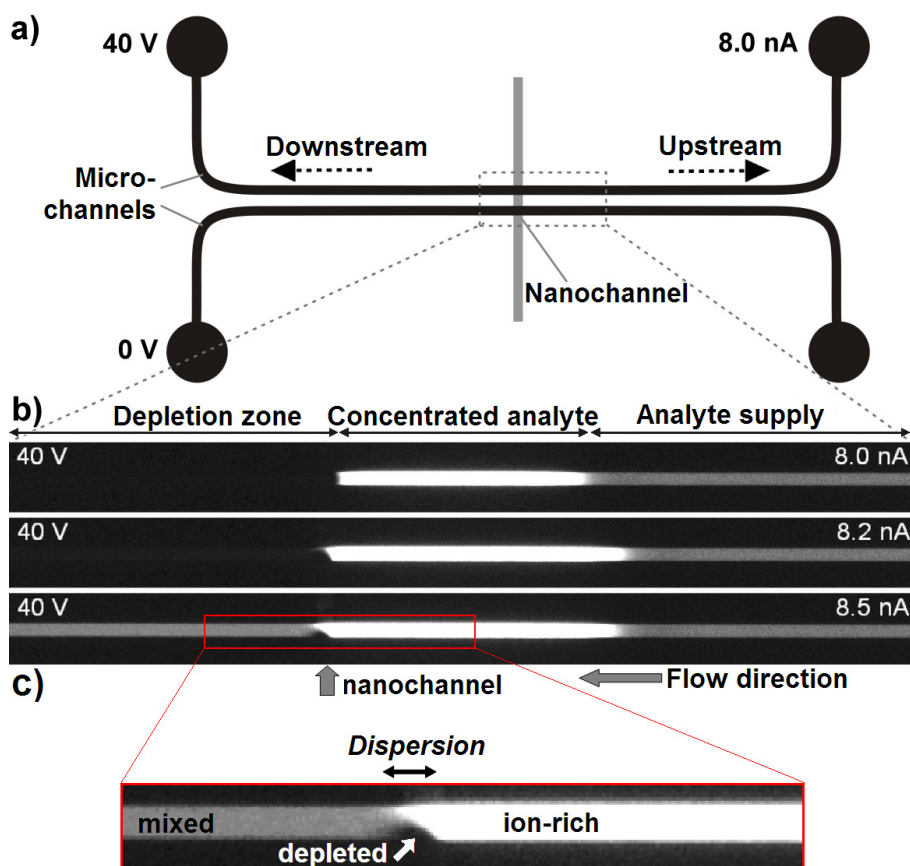 a)
40 V
8.0 nA
Downstream
Upstream
Micro-
channels
Nanochannel
0 V
b)
Depletion zone
Concentrated analyte
Analyte supply
40 V
8.0 nA
40 V
8.2 nA
40 V
8.5 nA
c)
nanochannel
Flow direction
Dispersion
mixed
ion-rich
depleted